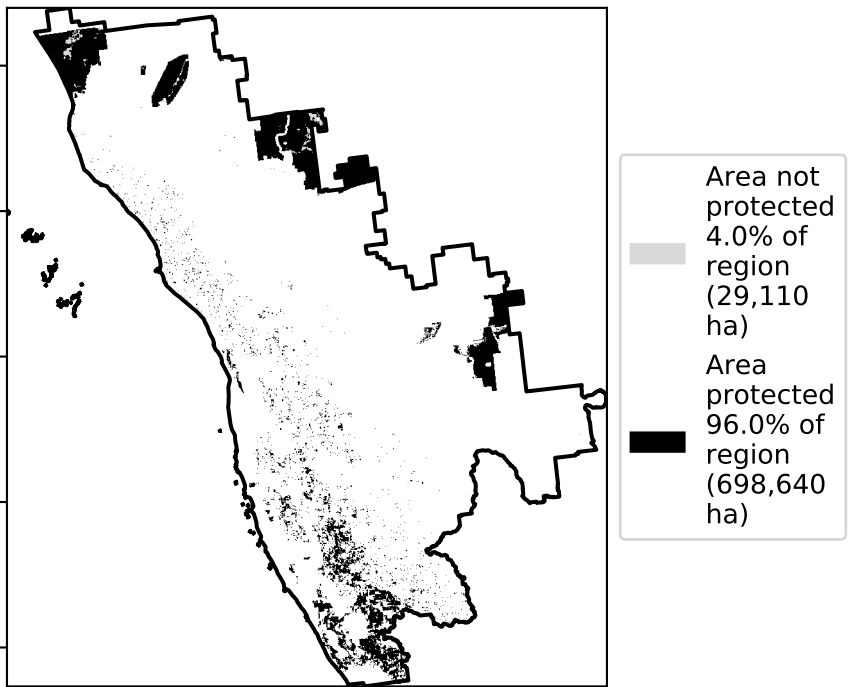 Area not
protected
4.0% of
region
(29,110
ha)
Area
protected
96.0% of
region
(698,640
ha)